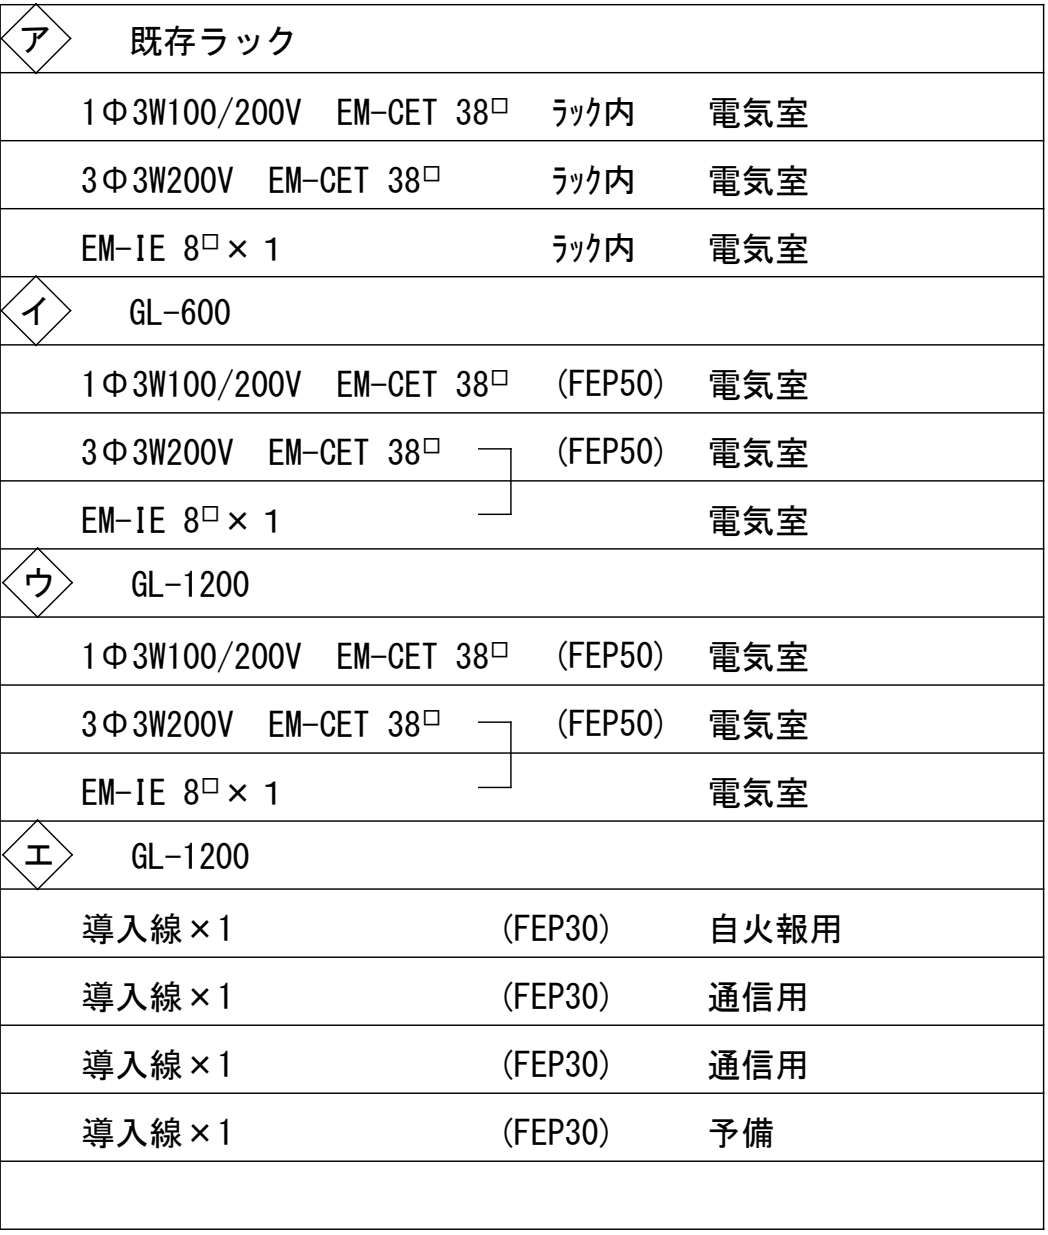 ア 既存ラック
1Φ3W100/200V EM-CET 38□ ﾗｯｸ内 電気室
3Φ3W200V EM-CET 38□ ﾗｯｸ内 電気室
EM-IE 8□×１ ﾗｯｸ内 電気室
イ GL-600
1Φ3W100/200V EM-CET 38□ (FEP50) 電気室
3Φ3W200V EM-CET 38□ (FEP50) 電気室
EM-IE 8□×１ 電気室
ウ GL-1200
1Φ3W100/200V EM-CET 38□ (FEP50) 電気室
3Φ3W200V EM-CET 38□ (FEP50) 電気室
EM-IE 8□×１ 電気室
エ GL-1200
導入線×1 (FEP30) 自火報用
導入線×1 (FEP30) 通信用
導入線×1 (FEP30) 通信用
導入線×1 (FEP30) 予備